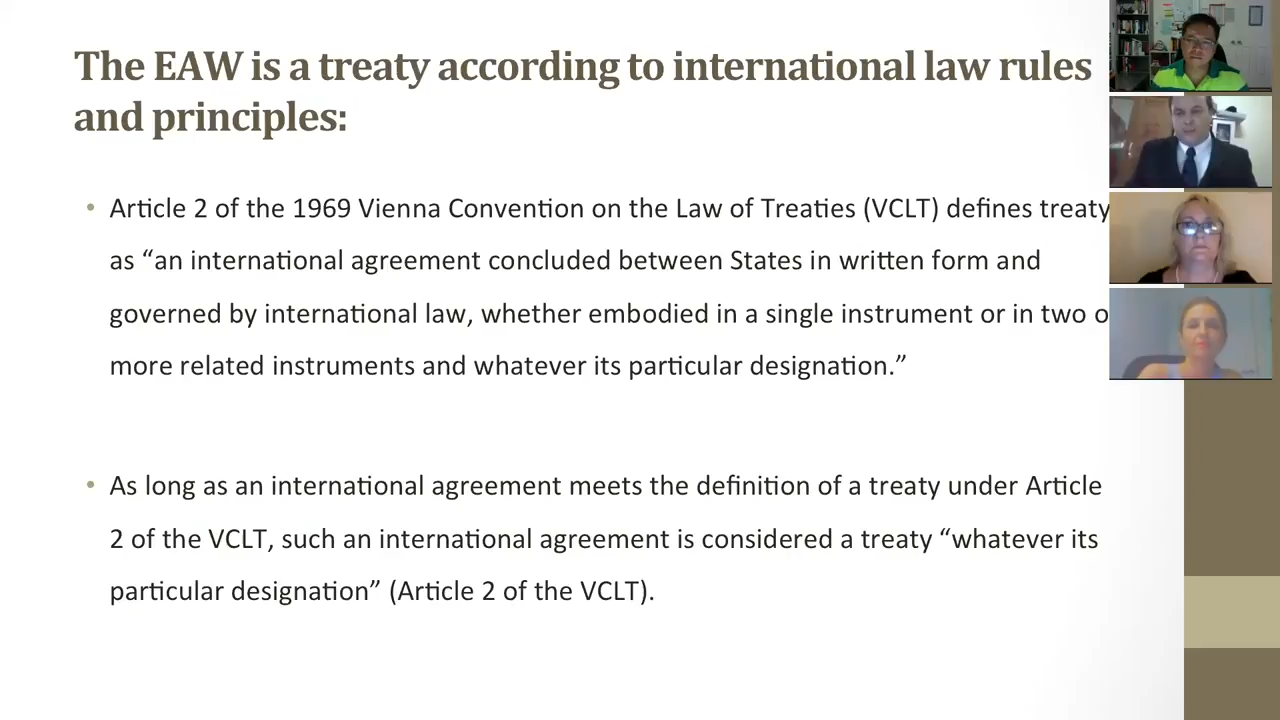 The EAW is a treaty according to international law rules
and principles:
• Article 2 of the 1969 Vienna Convention on the Law of Treaties (VCLT) defines treaty
as “an international agreement concluded between States in written form and
governed by international law, whether embodied in a single instrument or in two o
more related instruments and whatever its particular designation.”
• As long as an international agreement meets the definition of a treaty under Article
2 of the VCLT, such an international agreement is considered a treaty “whatever its
particular designation” (Article 2 of the VCLT).